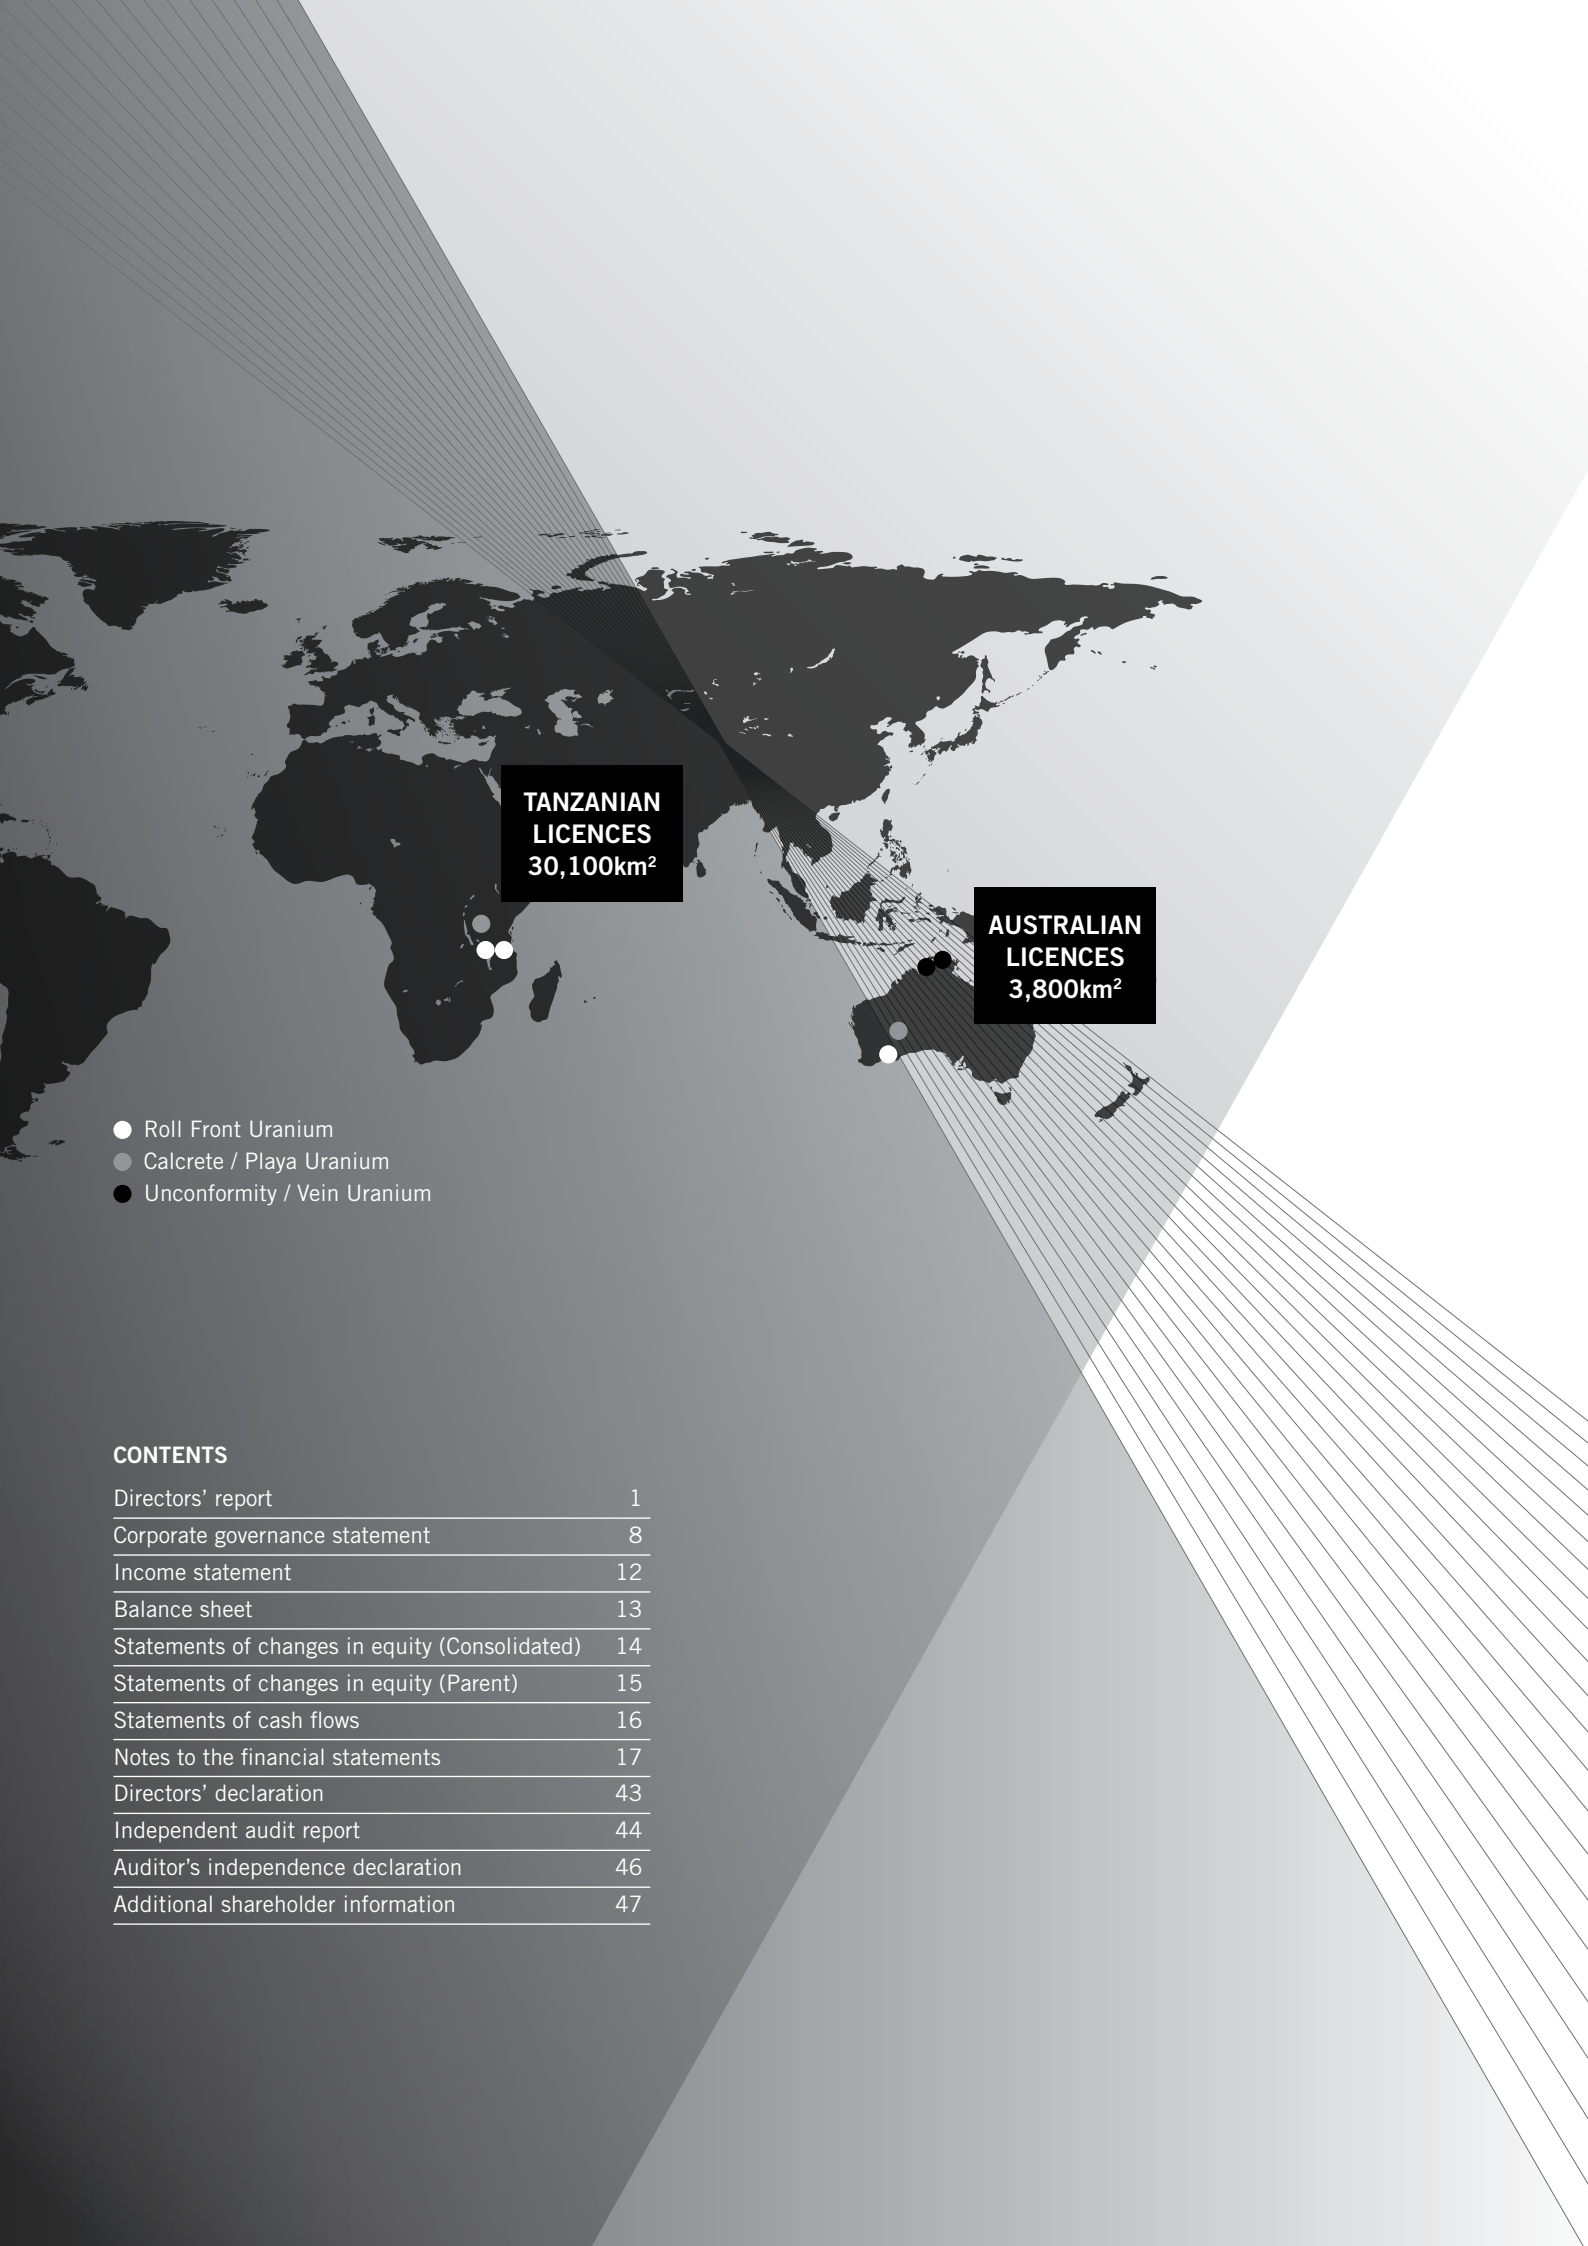 TANZANIAN
LICENCES
30,100km²
AUSTRALIAN
LICENCES
3,800km²
Roll Front Uranium
Calcrete / Playa Uranium
Unconformity / Vein Uranium
CONTENTS
Directors’ report 1
Corporate governance statement 8
Income statement 12
Balance sheet 13
Statements of changes in equity (Consolidated) 14
Statements of changes in equity (Parent) 15
Statements of cash flows 16
Notes to the financial statements 17
Directors’ declaration 43
Independent audit report 44
Auditor’s independence declaration 46
Additional shareholder information 47